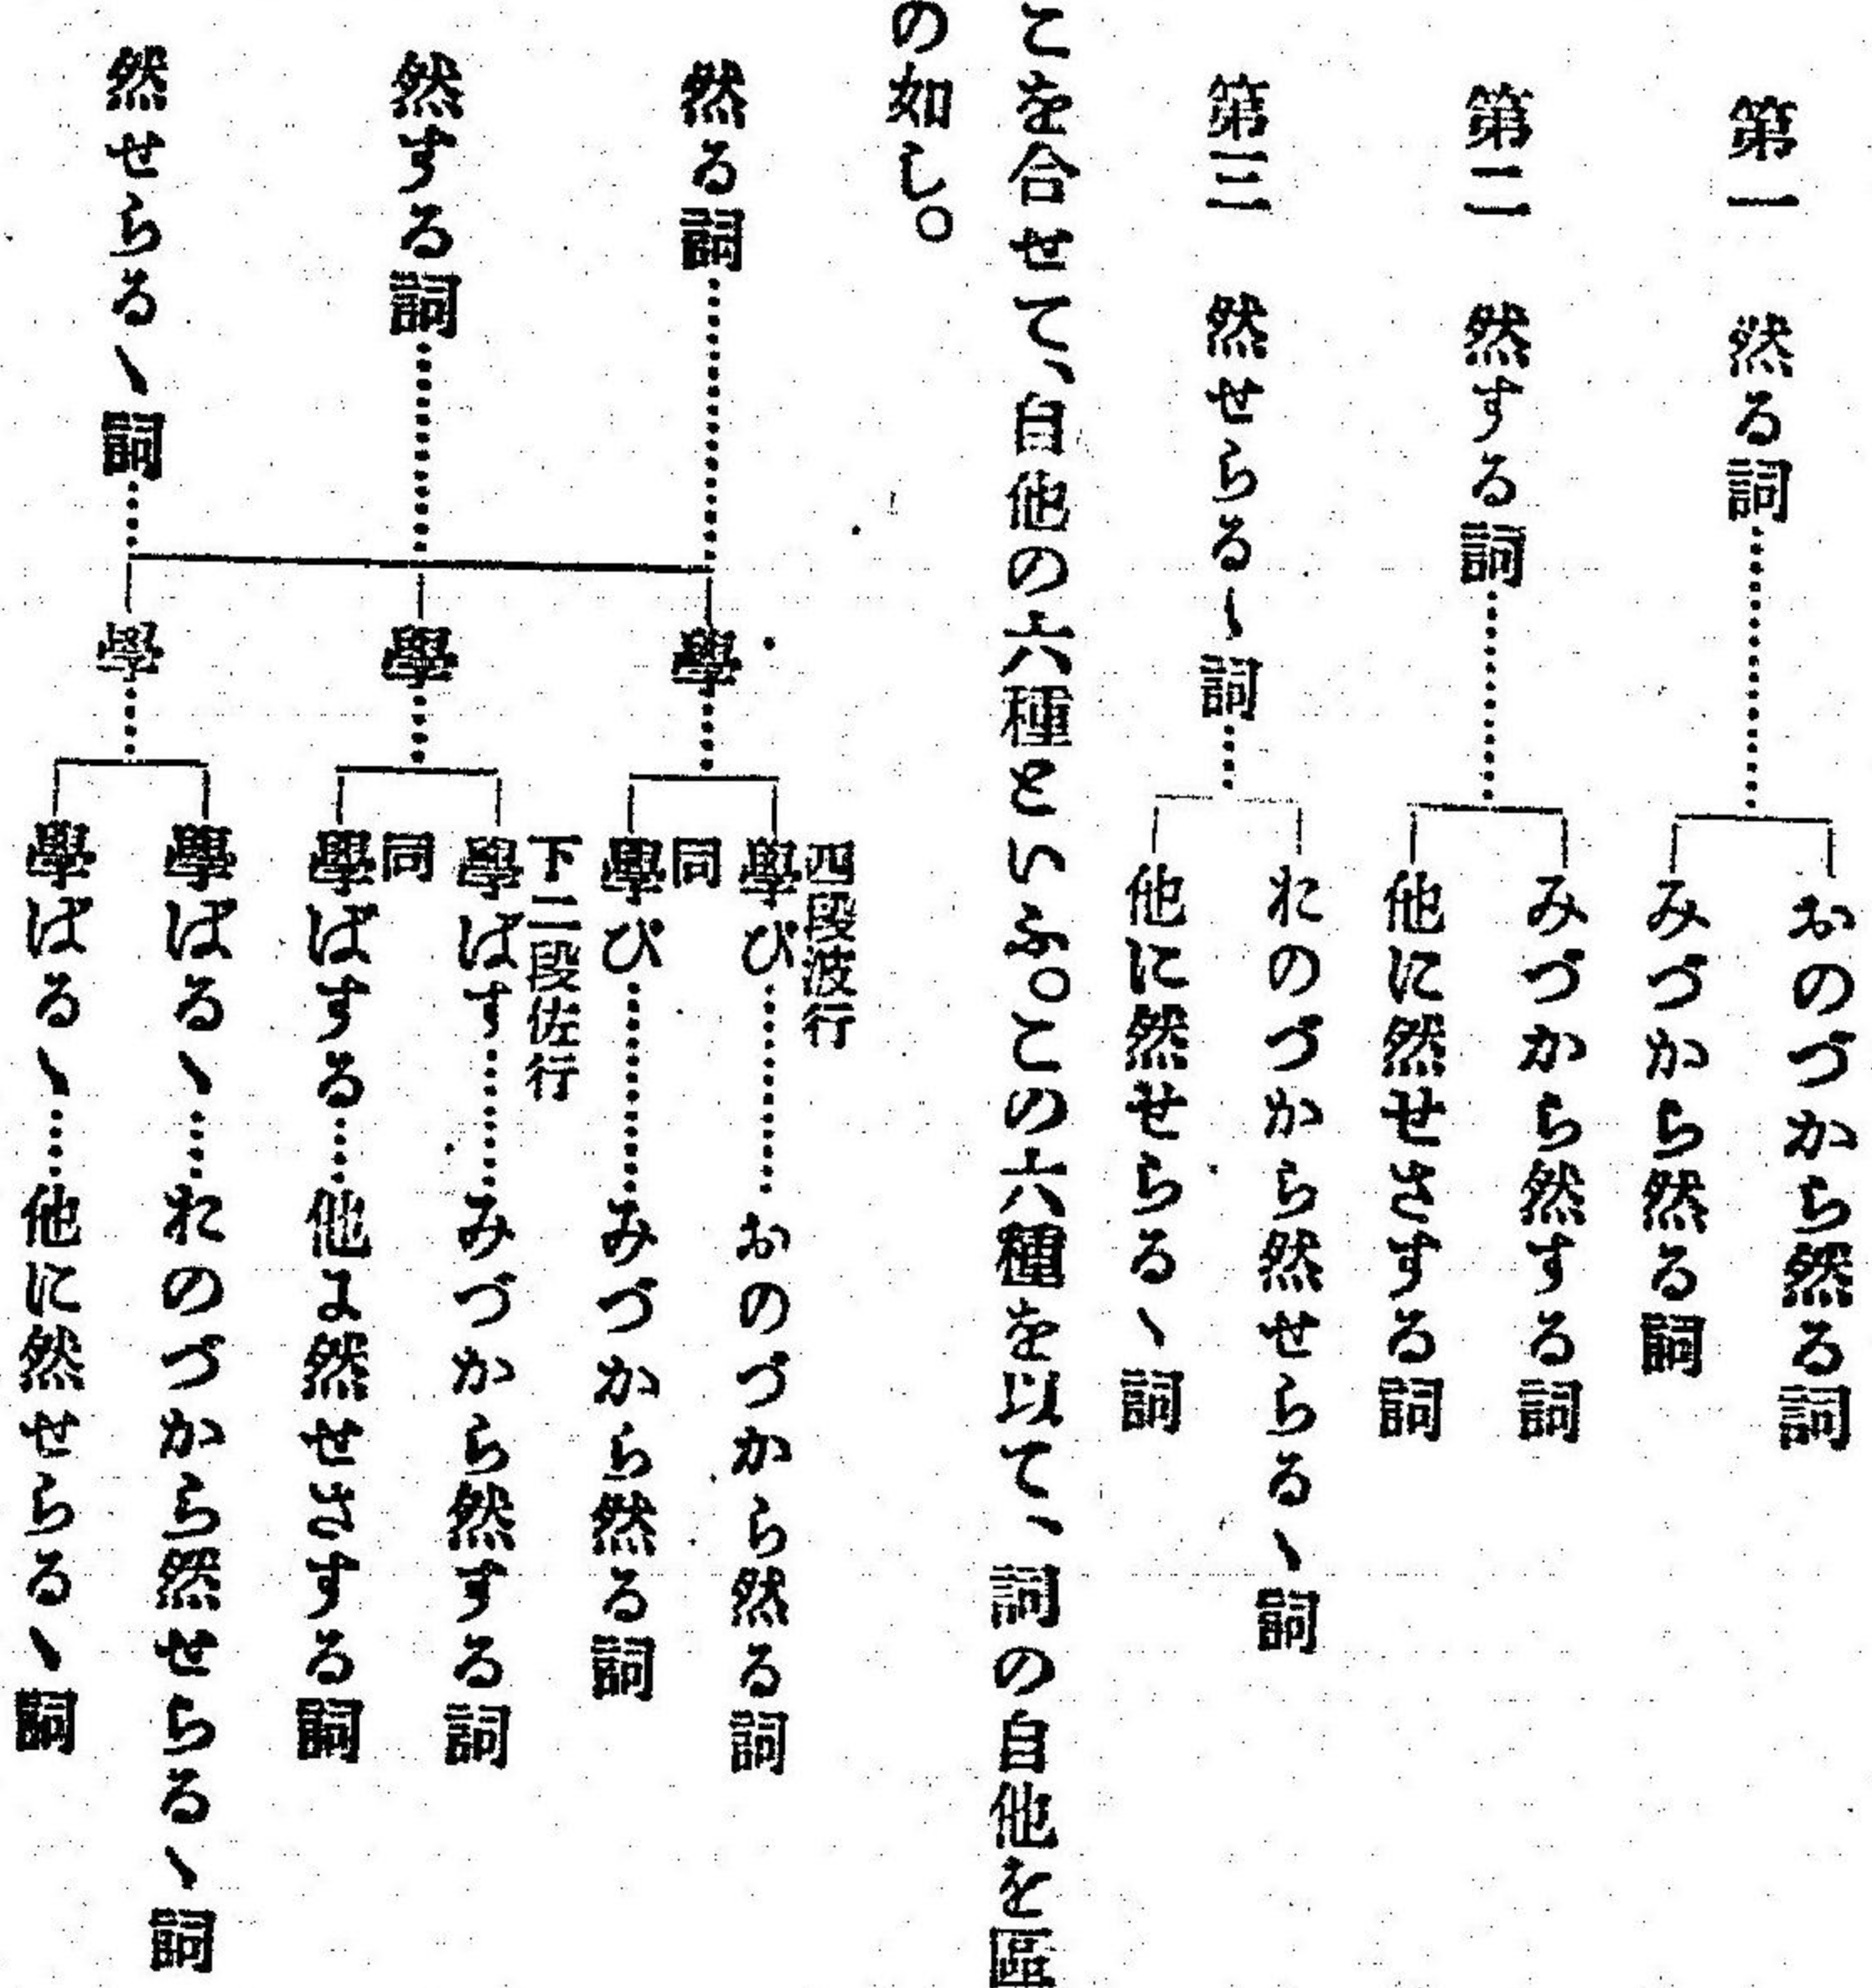 第一　然る詞………おのづから然る詞
みづから然る詞
第二　然する詞………みづから然する詞
他に然せさする詞
第三　然せらるゝ詞……おのづから然せらるゝ詞
他に然せらるゝ詞
こを合せて、自他の六種といふ。この六種を以て、詞の自他を區
の如し。
然る詞………學……
四段波行
學び………おのづから然る詞
同
學び………みづから然る詞
然する詞………學……
下二段佐行
學ばす………みづから然する詞
同
學ばする……他に然せさする詞
然せらるゝ詞……學……
學ばるゝ……おのづから然せらるゝ詞
學ばるゝ……他に然せらるゝ詞